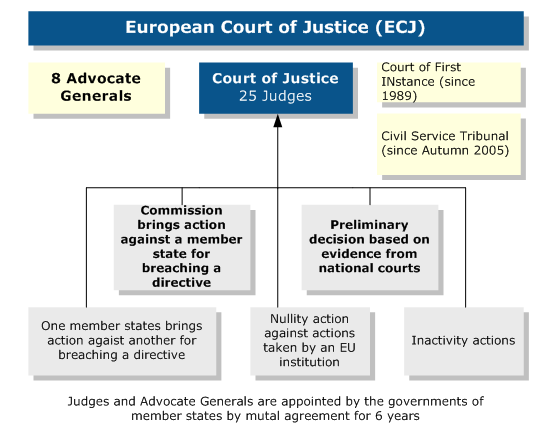 European Court of Justice (ECJ)
8 Advocate
Generals
Court of Justice
25 Judges
Court of First
INstance (since
1989)
Civil Service Tribunal
(since Autumn 2005)
Commission
brings action
against a member
state for
breaching a
directive
Preliminary
decision based on
evidence from
national courts
One member states brings
action agaist another for
breaching a directive
Nullity action
against actions
taken by an EU
institution
Inactivity actions
Judges and Advocate Generals are appointed by the governments of
member states by mutal agreement for 6 years